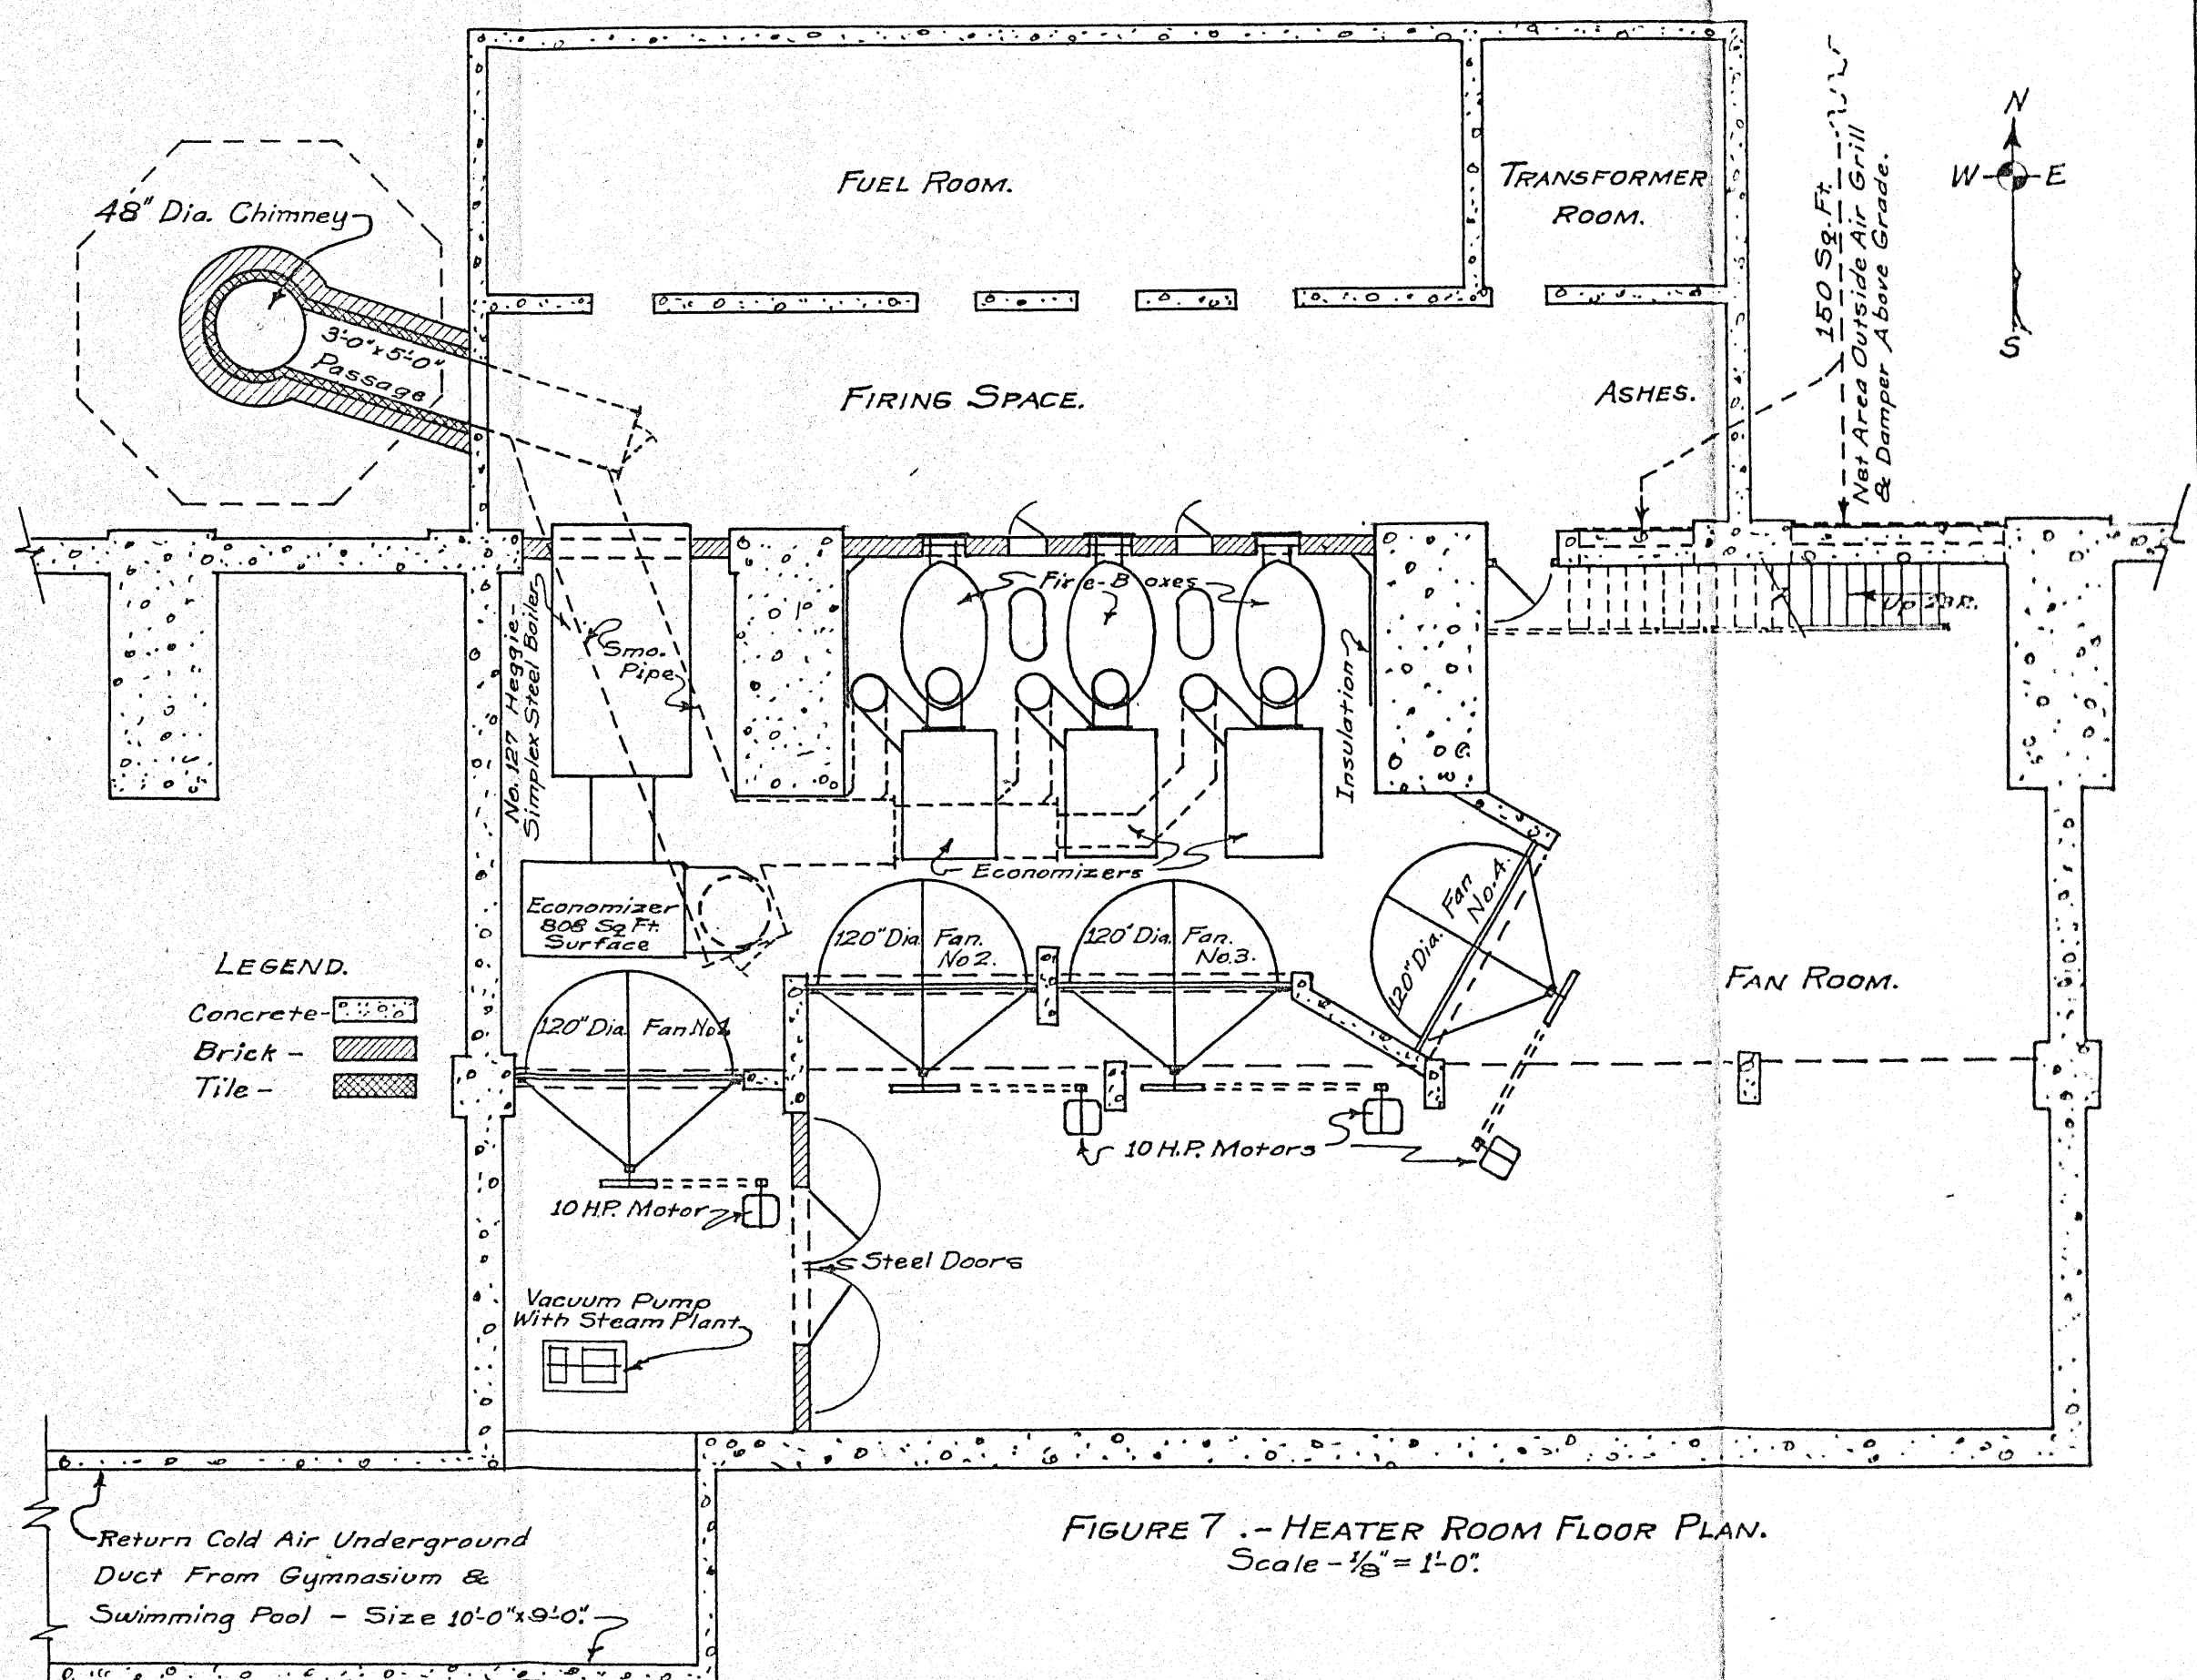 FUEL ROOM.
TRANSFORMER
ROOM.
N
W E
S
48" Dia. Chimney
3'-0" x 5'-0"
Passage
150 Sq. Ft.
Net Area Outside Air Grill
& Damper Above Grade.
FIRING SPACE.
ASHES.
Fire-Boxes
Up
No. 127 Heggie-
Simplex Steel Boiler
Smo.
Pipe
Insulation
Economizers
Economizer
808 Sq Ft.
Surface
120" Dia. Fan.
No 2.
120" Dia. Fan.
No.3.
120" Dia. Fan
No. 4.
FAN ROOM.
LEGEND.
Concrete-
Brick -
Tile -
120" Dia. Fan No 1
10 H.P. Motors
10 H.P. Motor
Steel Doors
Vacuum Pump
With Steam Plant
Return Cold Air Underground
Duct From Gymnasium &
Swimming Pool - Size 10'-0" x 9'-0".
FIGURE 7 .- HEATER ROOM FLOOR PLAN.
Scale - 1/8" = 1'-0".